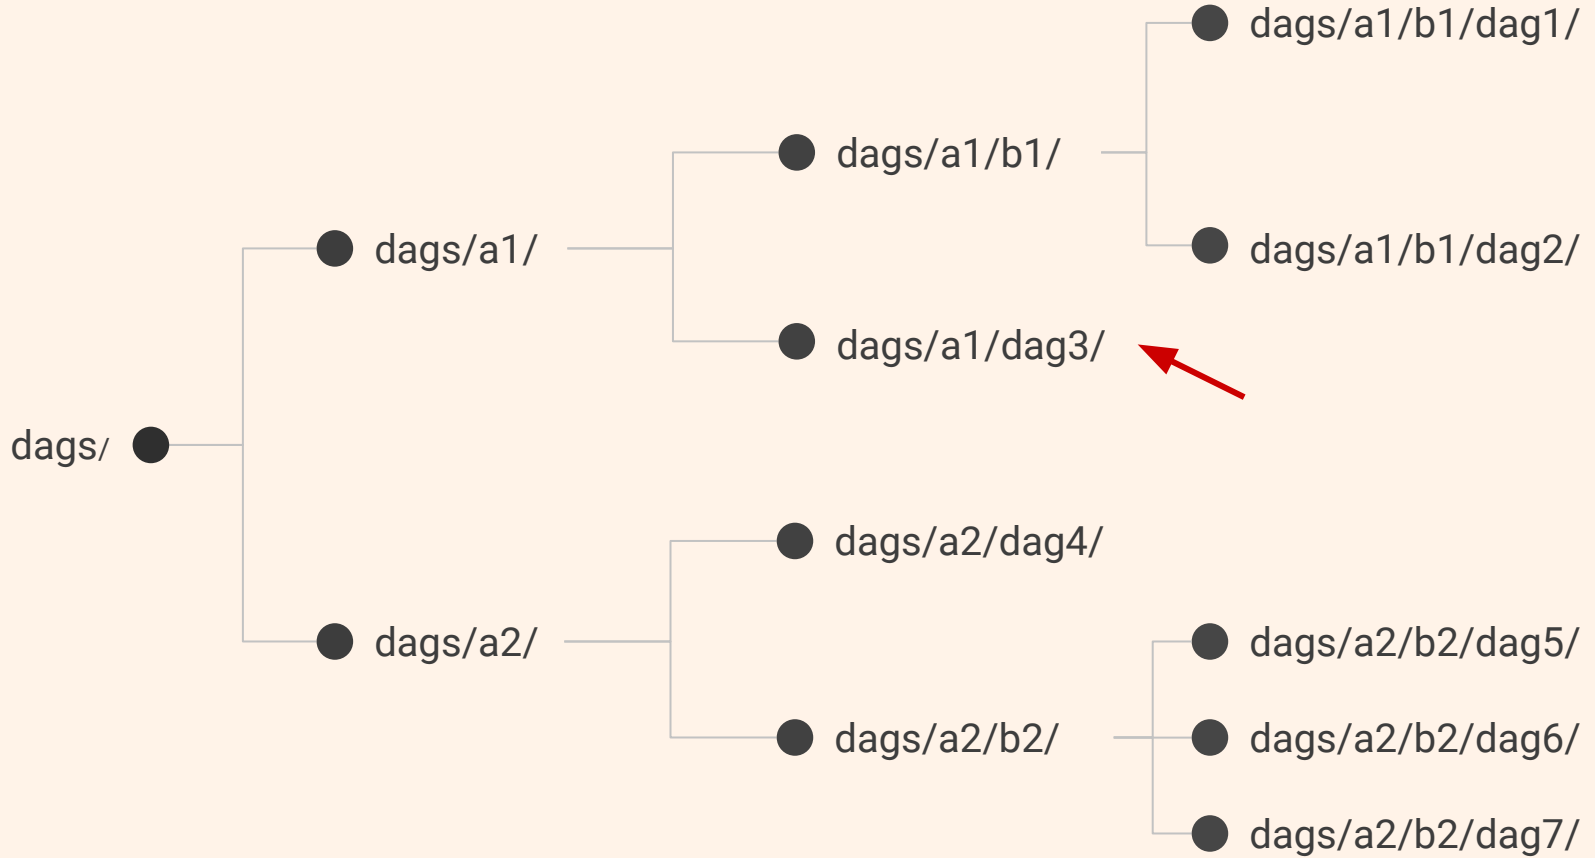 dags/a1/b1/dag1/
dags/a1/b1/
dags/a1/
dags/a1/b1/dag2/
dags/a1/dag3/
dags/
dags/a2/dag4/
dags/a2/
dags/a2/b2/dag5/
dags/a2/b2/
dags/a2/b2/dag6/
dags/a2/b2/dag7/